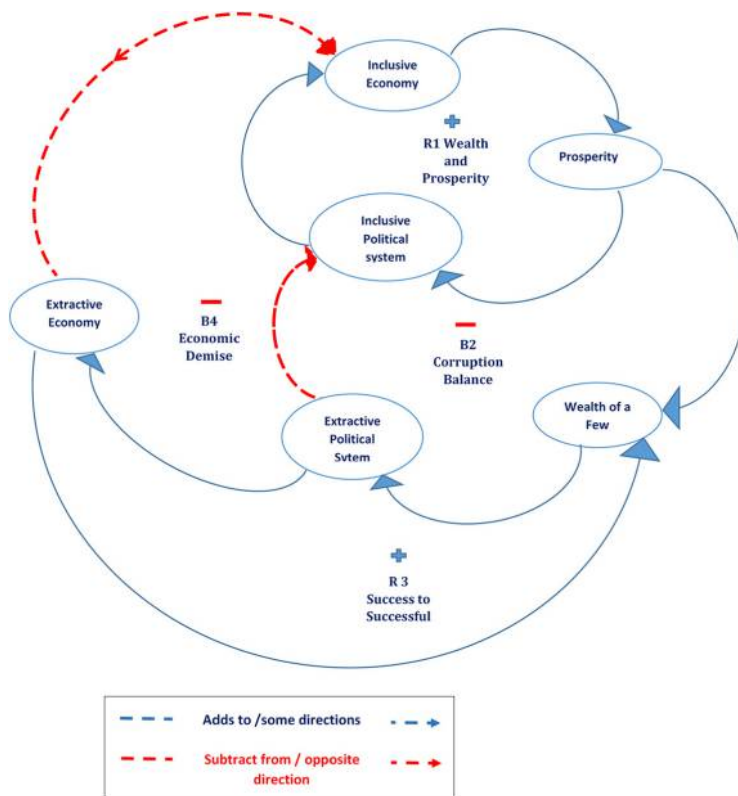 Inclusive
Economy
R1 Wealth
and
Prosperity
Prosperity
Inclusive
Political
system
Extractive
Economy
B4
Economic
Demise
B2
Corruption
Balance
Wealth of a
Few
Extractive
Political
Svtem
R 3
Success to
Successful
Adds to /some directions
Subtract from / opposite
direction